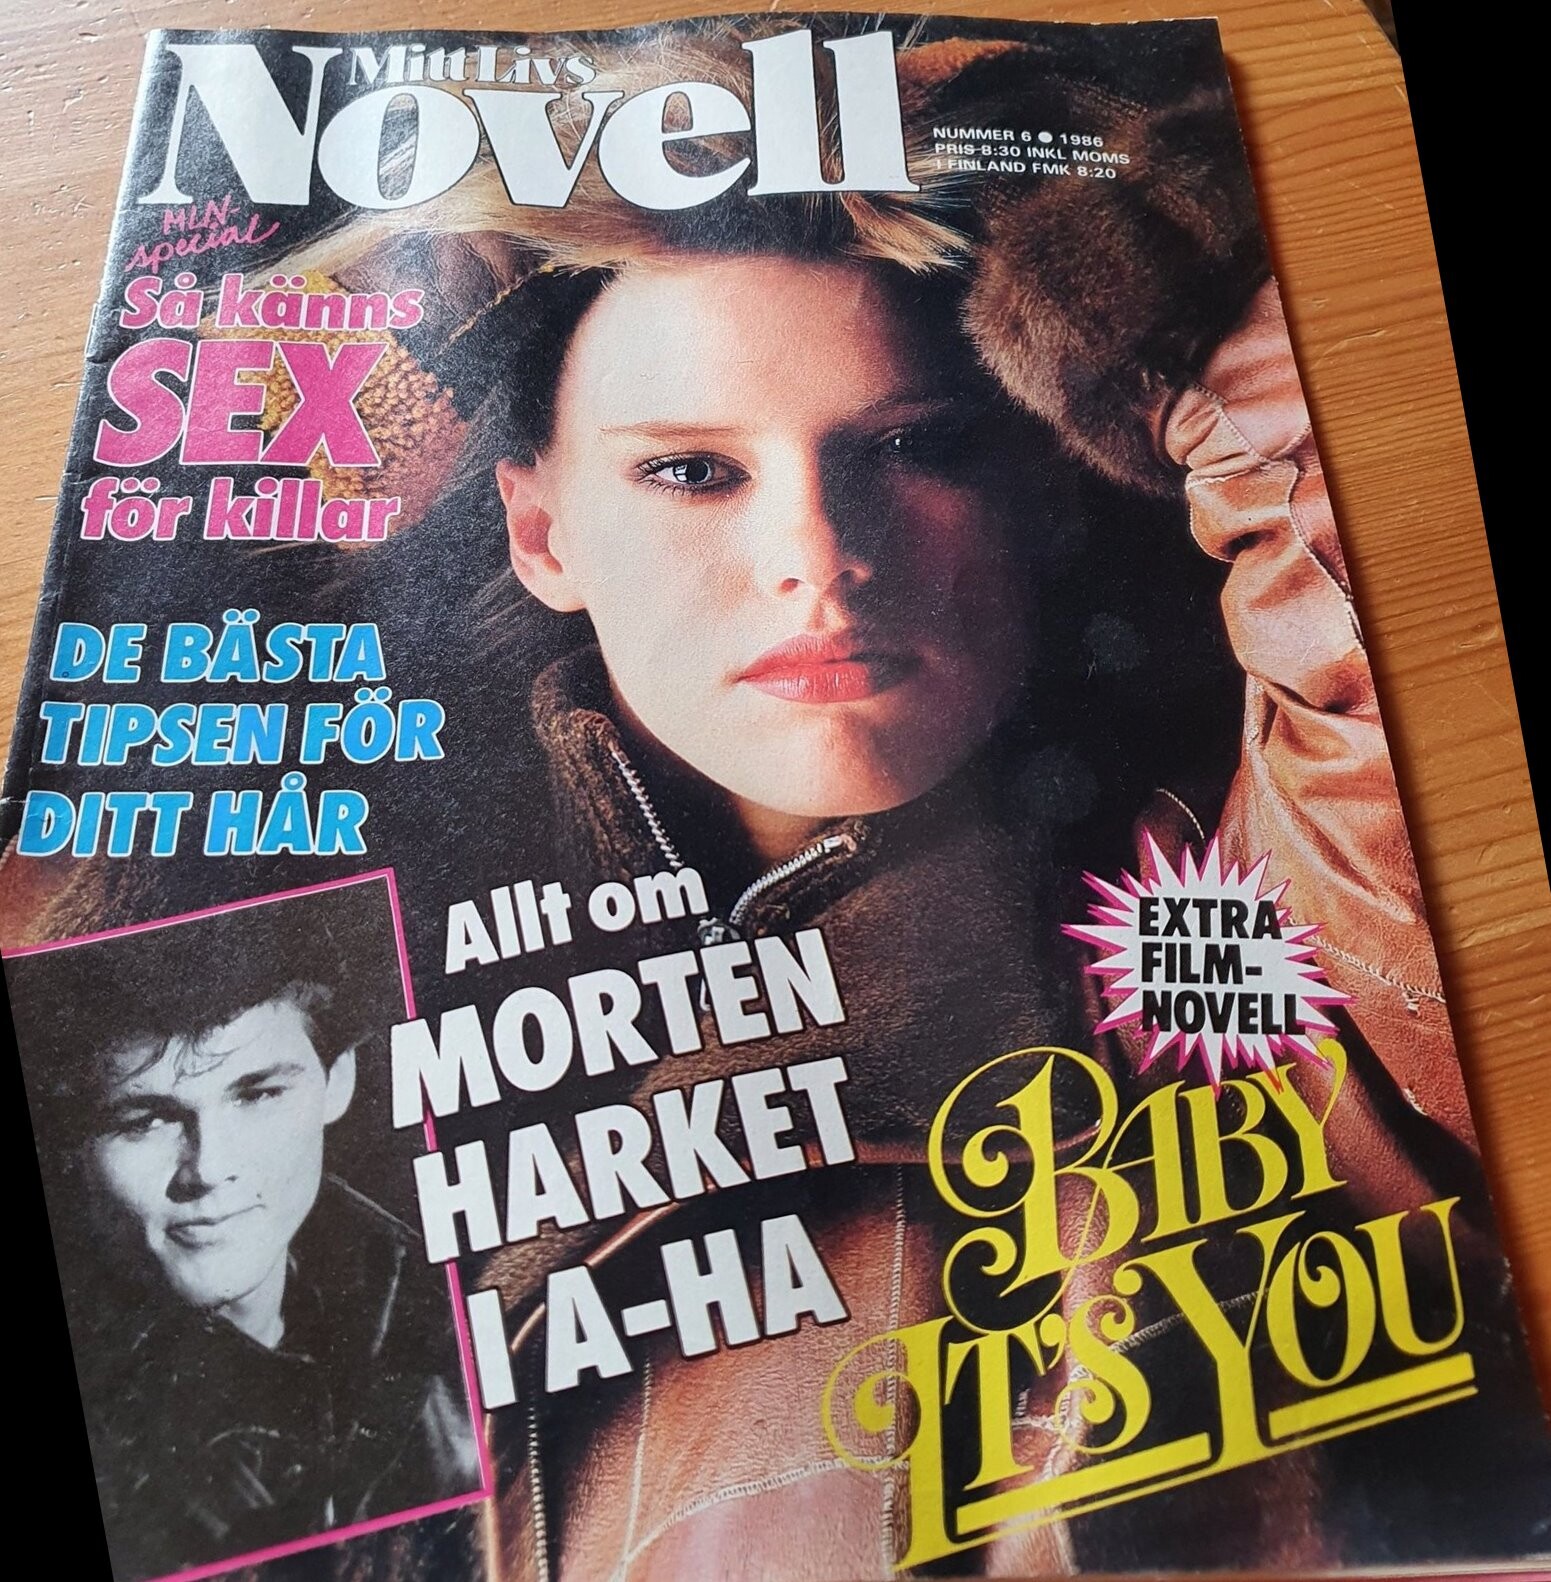 Mitt Livs
Novell
NUMMER 6 ● 1986
PRIS 8:30 INKL MOMS
I FINLAND FMK 8:20
MLN-
special
Så känns
SEX
för killar
DE BÄSTA
TIPSEN FÖR
DITT HÅR
Allt om
MORTEN
HARKET
I A-HA
EXTRA
FILM-
NOVELL
BABY
IT'S YOU